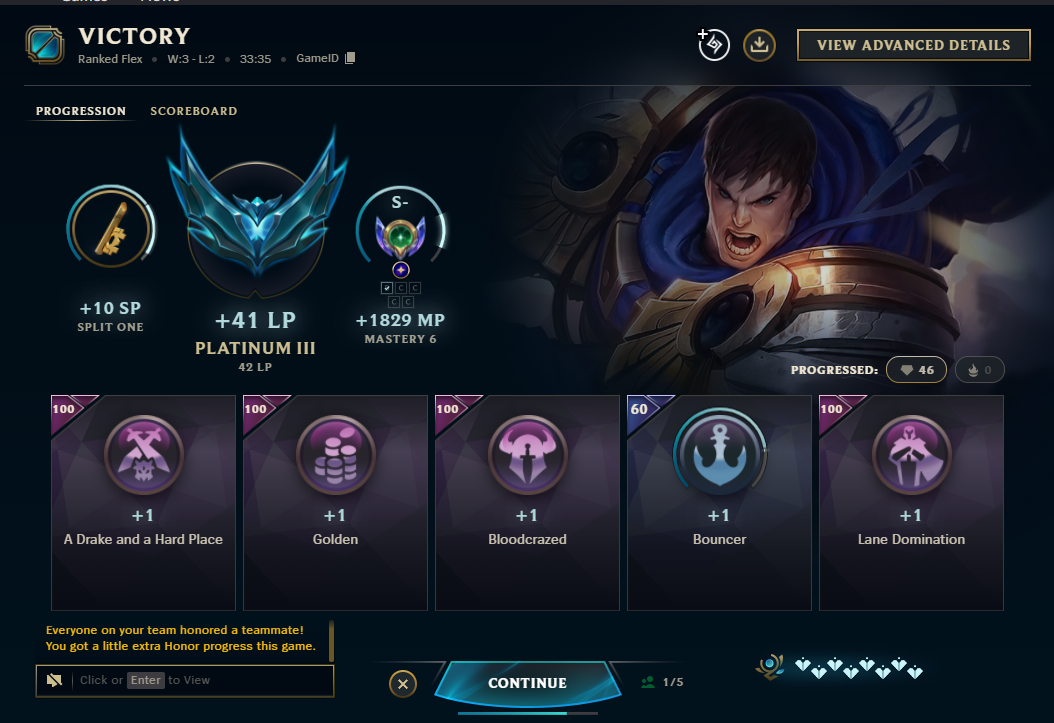 VICTORY
Ranked Flex • W:3 - L:2 • 33:35 • GameID
VIEW ADVANCED DETAILS
PROGRESSION SCOREBOARD
S-
C C
C C
+10 SP
SPLIT ONE
+41 LP
PLATINUM III
42 LP
+1829 MP
MASTERY 6
PROGRESSED: 46 0
100 100 100 60 100
+1 +1 +1 +1 +1
A Drake and a Hard Place Golden Bloodcrazed Bouncer Lane Domination
Everyone on your team honored a teammate!
You got a little extra Honor progress this game.
Click or Enter to View
CONTINUE
1/5